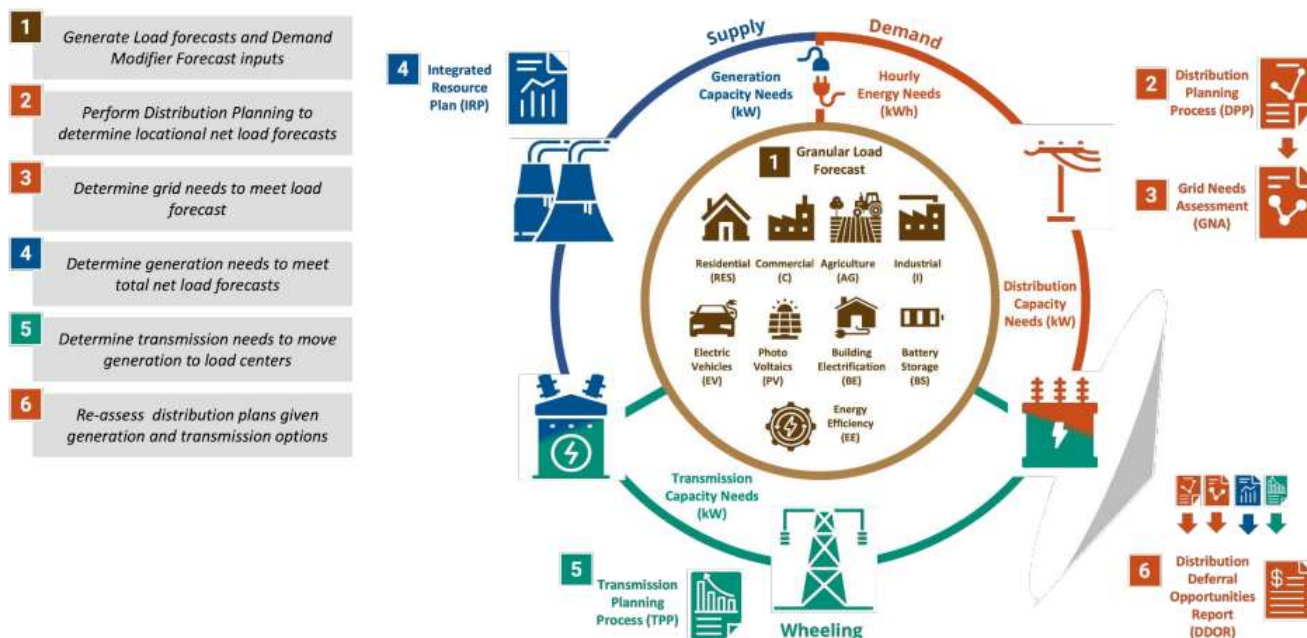 1
Generate Load forecasts and Demand
Modifier Forecast inputs
2
Perform Distribution Planning to
determine locational net load forecasts
3
Determine grid needs to meet load
forecast
4
Determine generation needs to meet
total net load forecasts
5
Determine transmission needs to move
generation to load centers
6
Re-assess distribution plans given
generation and transmission options
Supply
Demand
4
Integrated
Resource
Plan (IRP)
Generation
Capacity Needs
(kW)
Hourly
Energy Needs
(kWh)
2
Distribution
Planning
Process (DPP)
3
Grid Needs
Assessment
(GNA)
1
Granular Load
Forecast
Residential
(RES)
Commercial
(C)
Agriculture
(AG)
Industrial
(I)
Electric
Vehicles
(EV)
Photo
Voltaics
(PV)
Building
Electrification
(BE)
Battery
Storage
(BS)
Energy
Efficiency
(EE)
Distribution
Capacity
Needs (kW)
Transmission
Capacity Needs
(kW)
5
Transmission
Planning
Process (TPP)
Wheeling
6
Distribution
Deferral
Opportunities
Report
(DDOR)
$